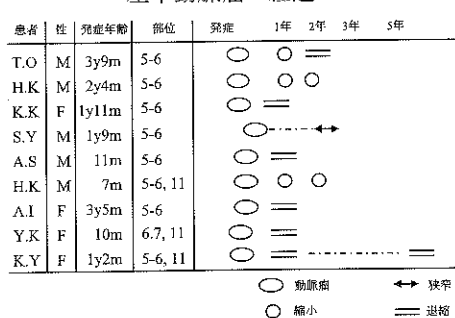 患者 性 発症年齢 部位 発症 1年 2年 3年 5年
T.O M 3y9m 5-6
H.K M 2y4m 5-6
K.K F 1y11m 5-6
S.Y M 1y9m
A.S M 11m 5-6
H.K M 7m 5-6, 11
A.I F 3y5m 5-6
Y.K F 10m 6.7, 11
K.Y F 1y2m 5-6, 11
動脈瘤 狭窄
縮小 退縮